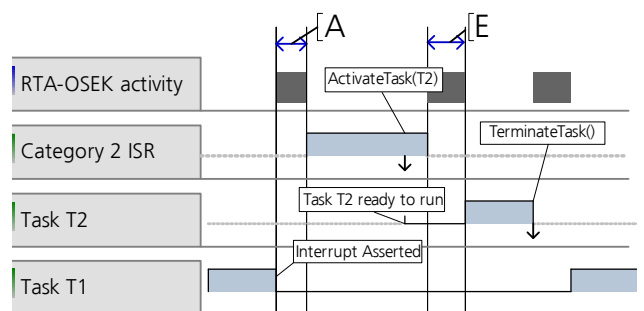 [A
[E
RTA-OSEK activity
ActivateTask(T2)
Category 2 ISR
TerminateTask()
Task T2
Task T2 ready to run
Interrupt Asserted
Task T1